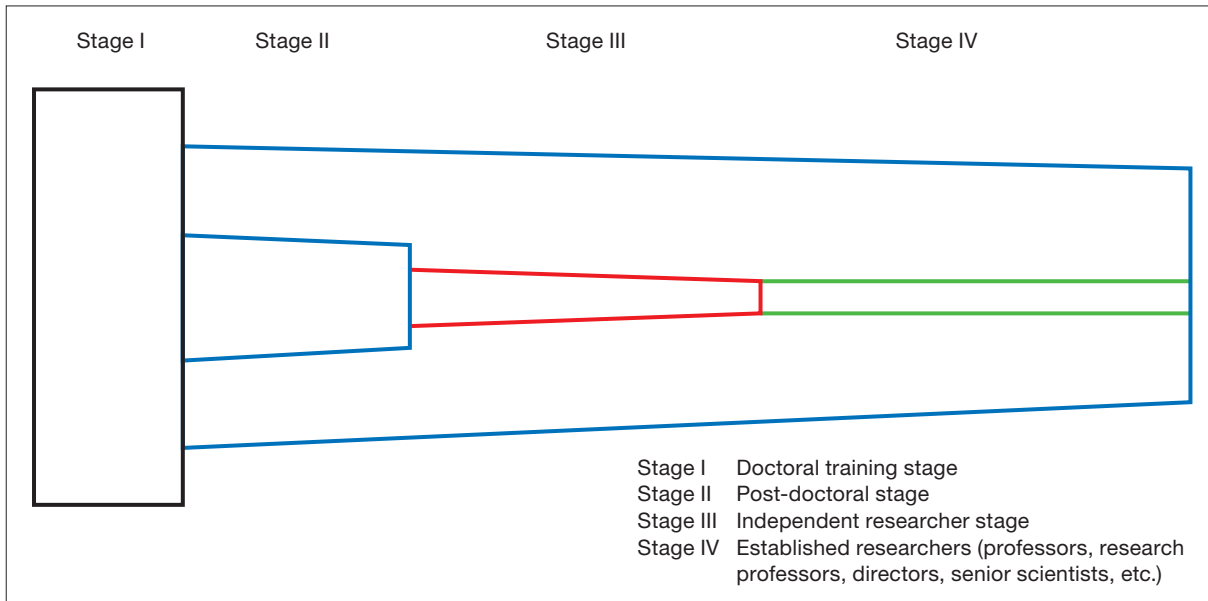 Stage I Stage II Stage III Stage IV
Stage I Doctoral training stage
Stage II Post-doctoral stage
Stage III Independent researcher stage
Stage IV Established researchers (professors, research
professors, directors, senior scientists, etc.)